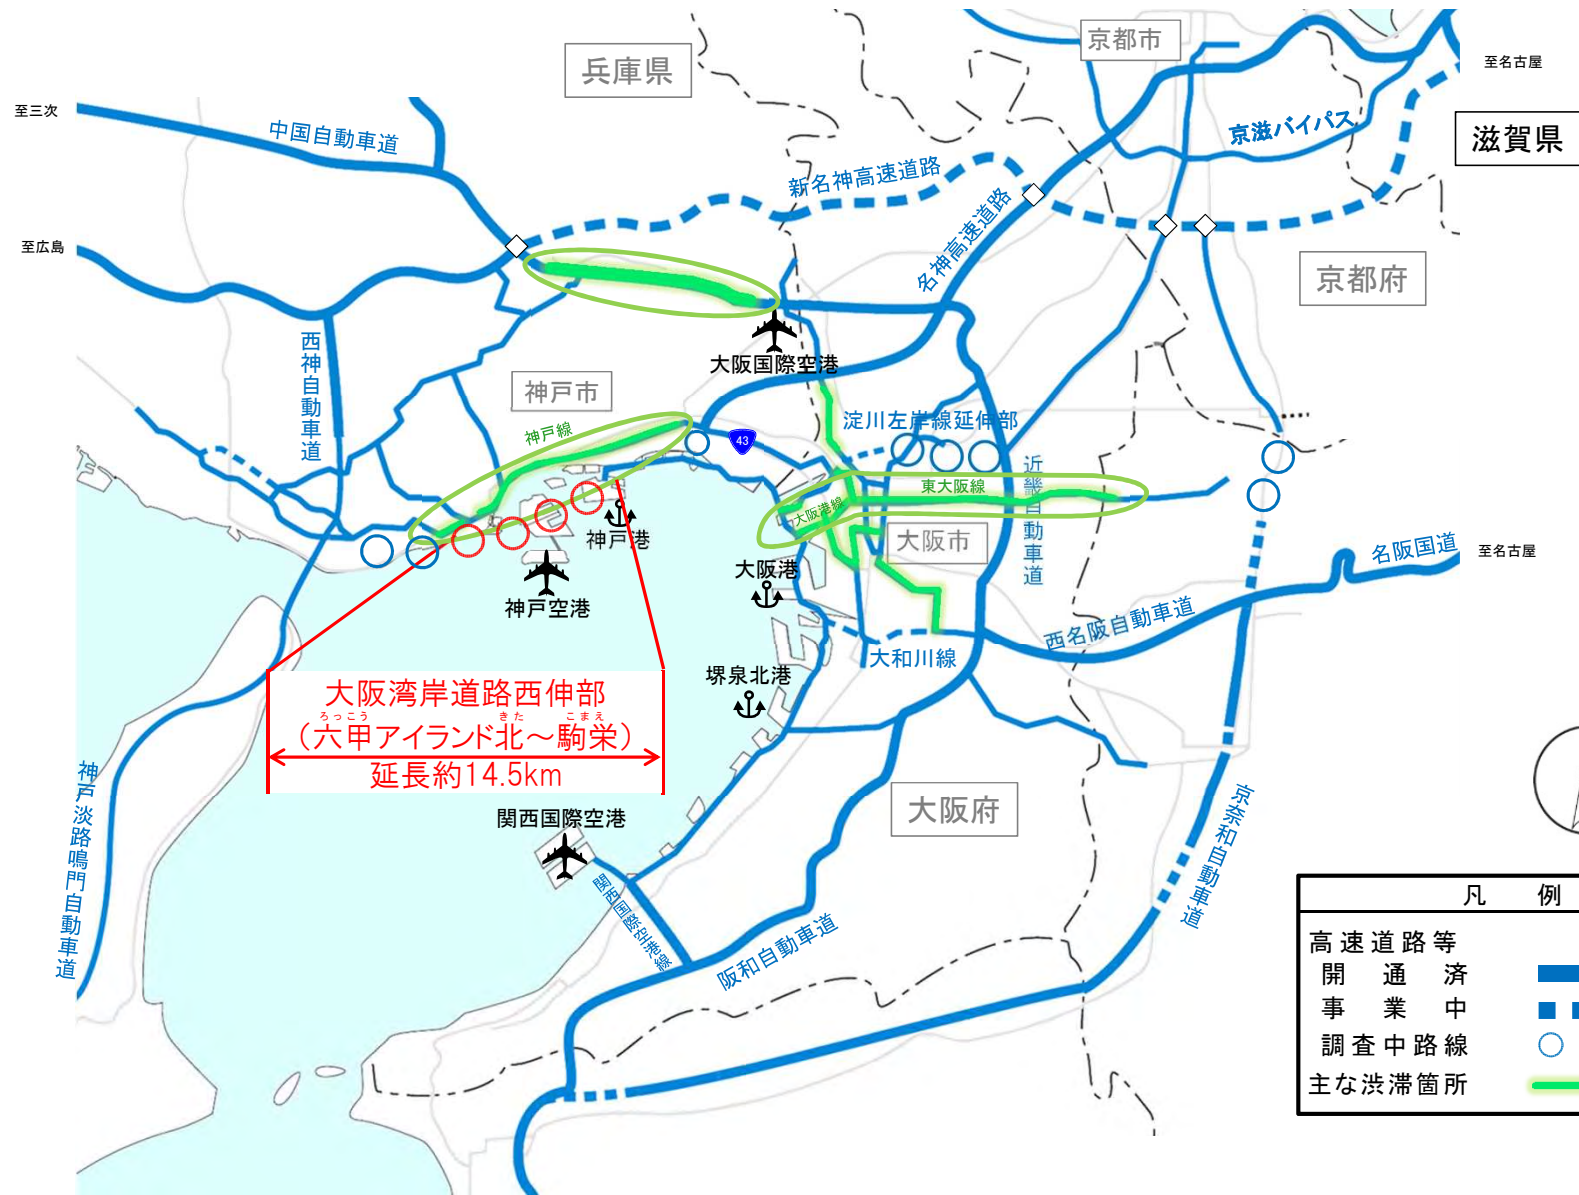 兵庫県
京都市
至名古屋
至三次
中国自動車道
京滋バイパス
滋賀県
新名神高速道路
名神高速道路
至広島
京都府
西神自動車道
大阪国際空港
神戸市
神戸線
43
淀川左岸線延伸部
近畿自動車道
東大阪線
大阪港線
大阪市
神戸港
名阪国道
至名古屋
大阪港
神戸空港
西名阪自動車道
大和川線
堺泉北港
大阪湾岸道路西伸部
ろっこう きた こまえ
（六甲アイランド北～駒栄）
延長約14.5km
神戸淡路鳴門自動車道
関西国際空港
大阪府
京奈和自動車道
関西国際空港線
阪和自動車道
凡 例
高速道路等
開 通 済
事 業 中
調査中路線
主な渋滞箇所